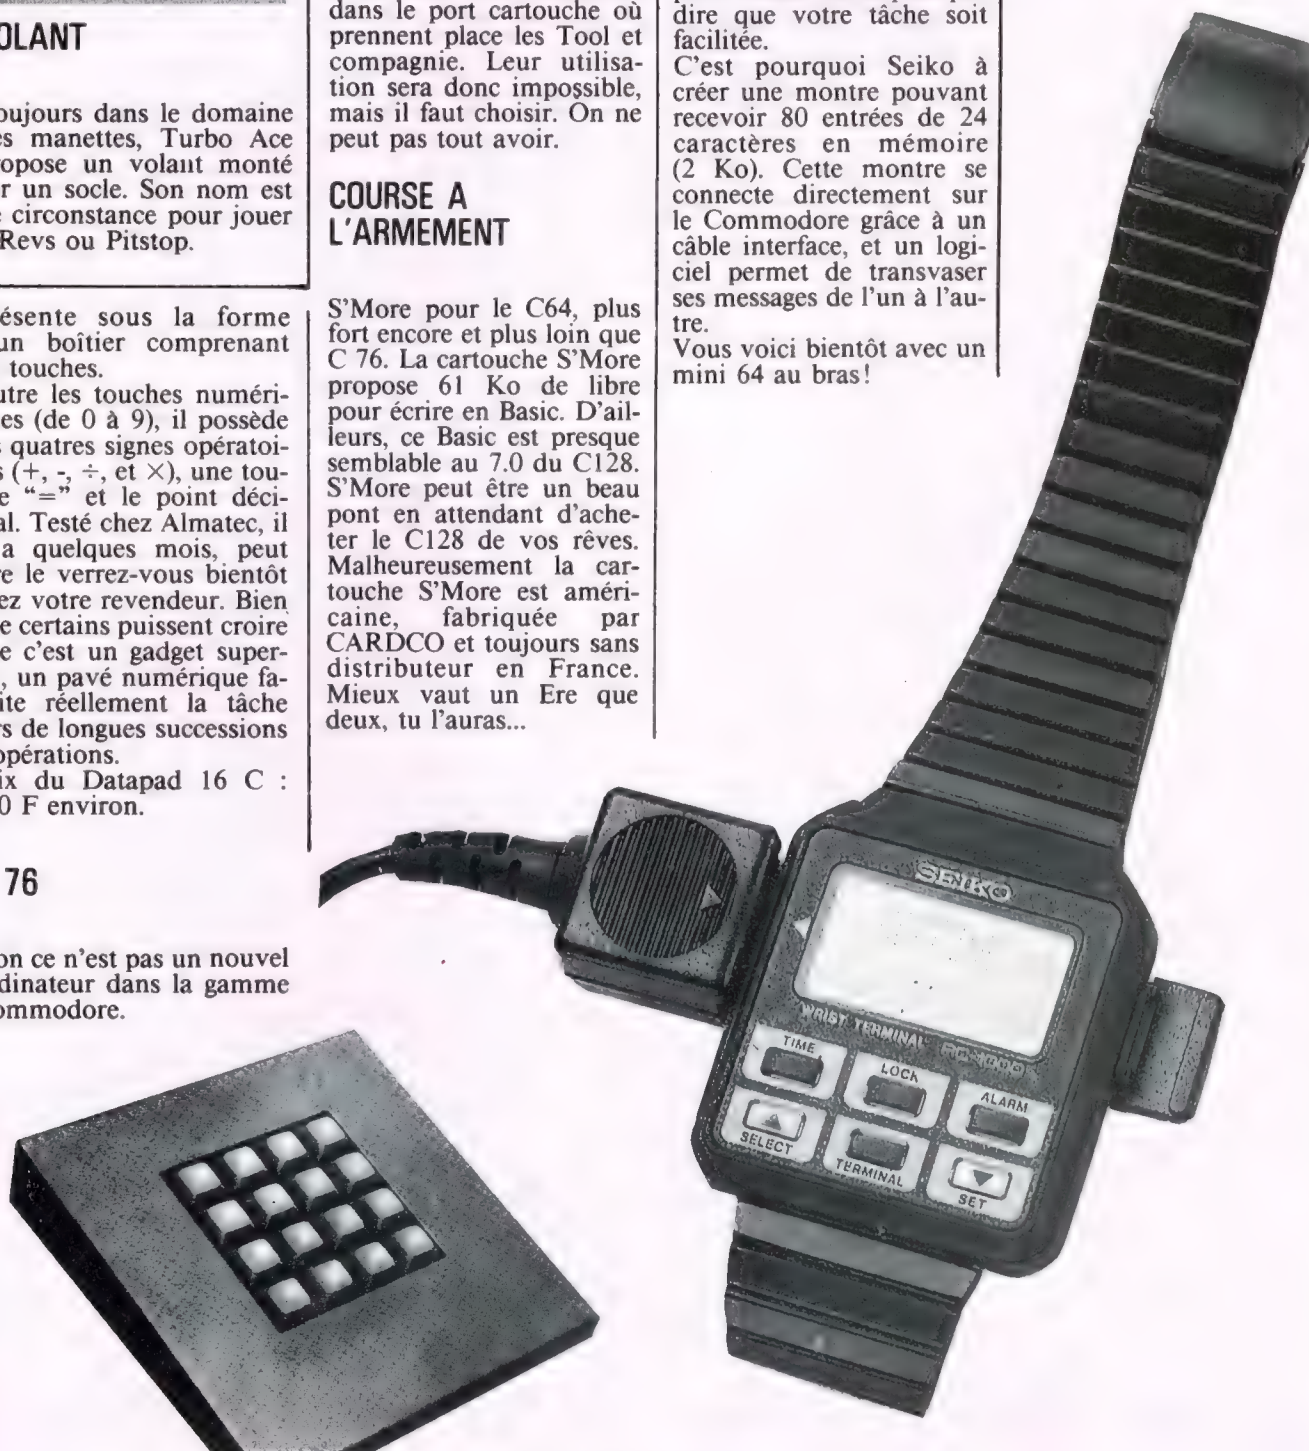 OLANT
oujours dans le domaine
es manettes, Turbo Ace
opose un volant monté
r un socle. Son nom est
e circonstance pour jouer
Revs ou Pitstop.
ésente sous la forme
un boîtier comprenant
touches.
utre les touches numéri-
es (de 0 à 9), il possède
s quatres signes opératoi-
s (+, -, ÷, et ×), une tou-
e “=” et le point déci-
al. Testé chez Almatec, il
a quelques mois, peut
re le verrez-vous bientôt
ez votre revendeur. Bien
e certains puissent croire
e c'est un gadget super-
, un pavé numérique fa-
ite réellement la tâche
rs de longues successions
opérations.
ix du Datapad 16 C :
0 F environ.
76
on ce n'est pas un nouvel
dinateur dans la gamme
ommodore.
dans le port cartouche où
prennent place les Tool et
compagnie. Leur utilisa-
tion sera donc impossible,
mais il faut choisir. On ne
peut pas tout avoir.
COURSE A
L'ARMEMENT
S'More pour le C64, plus
fort encore et plus loin que
C 76. La cartouche S'More
propose 61 Ko de libre
pour écrire en Basic. D'ail-
leurs, ce Basic est presque
semblable au 7.0 du C128.
S'More peut être un beau
pont en attendant d'ache-
ter le C128 de vos rêves.
Malheureusement la car-
touche S'More est améri-
caine, fabriquée par
CARDCO et toujours sans
distributeur en France.
Mieux vaut un Ere que
deux, tu l'auras...
dire que votre tâche soit
facilitée.
C'est pourquoi Seiko à
créer une montre pouvant
recevoir 80 entrées de 24
caractères en mémoire
(2 Ko). Cette montre se
connecte directement sur
le Commodore grâce à un
câble interface, et un logi-
ciel permet de transvaser
ses messages de l'un à l'au-
tre.
Vous voici bientôt avec un
mini 64 au bras!
SEIKO
WRIST TERMINAL RC-1000
TIME
LOCK
ALARM
SELECT
TERMINAL
SET